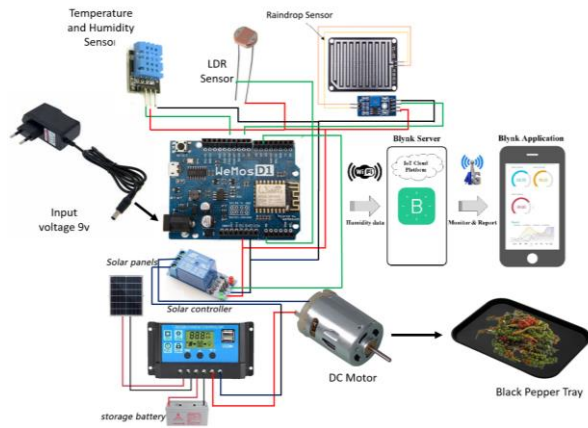 Temperature
and Humidity
Sensor
LDR
Sensor
Raindrop Sensor
Input
voltage 9v
WeMos D1
WiFi
Humidity data
Blynk Server
IoT Cloud
Platform
B
Monitor & Report
Blynk Application
Solar panels
Solar controller
storage battery
DC Motor
Black Pepper Tray